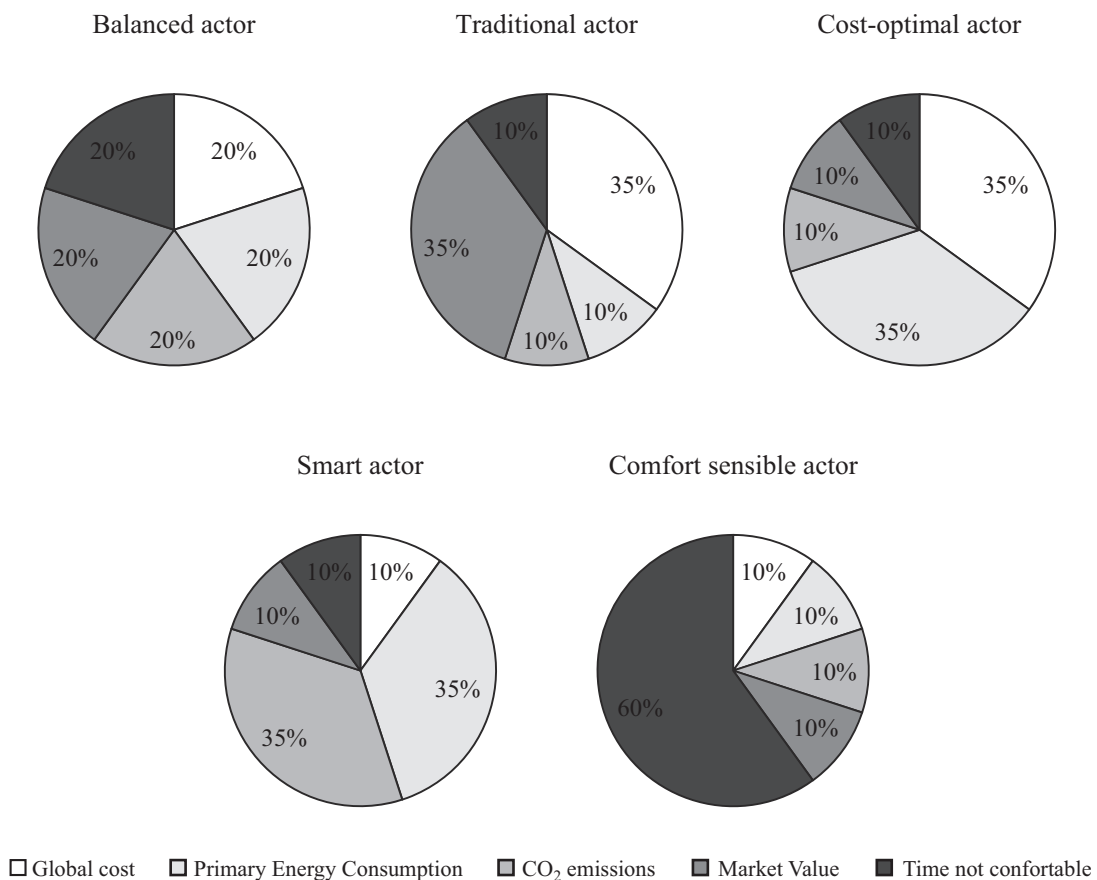 Balanced actor
Traditional actor
Cost-optimal actor
20%
20%
20%
20%
20%
10%
35%
35%
10%
10%
10%
35%
10%
10%
35%
Smart actor
Comfort sensible actor
10%
10%
10%
35%
35%
10%
10%
10%
60%
10%
Global cost
Primary Energy Consumption
CO₂ emissions
Market Value
Time not confortable